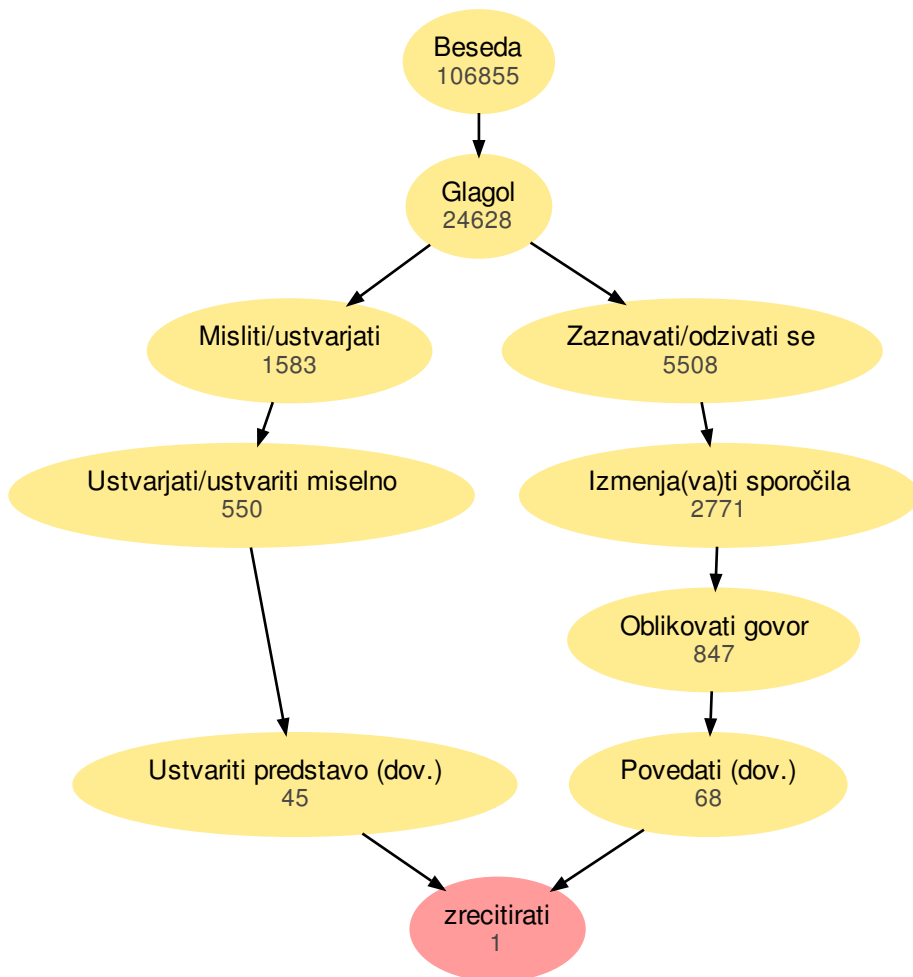 Beseda
106855
Glagol
24628
Misliti/ustvarjati
1583
Zaznavati/odzivati se
5508
Ustvarjati/ustvariti miselno
550
Izmenja(va)ti sporočila
2771
Oblikovati govor
847
Ustvariti predstavo (dov.)
45
Povedati (dov.)
68
zrecitirati
1